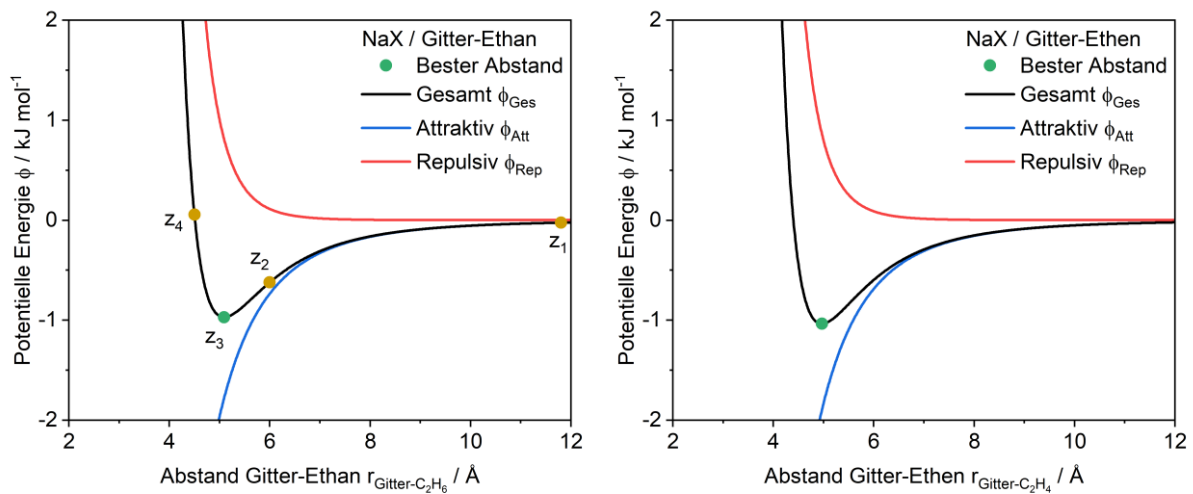 NaX / Gitter-Ethan
Bester Abstand
Gesamt ϕGes
Attraktiv ϕAtt
Repulsiv ϕRep
2
1
0
-1
-2
2 4 6 8 10 12
z4
z3
z2
z1
Potentielle Energie ϕ / kJ mol⁻¹
Abstand Gitter-Ethan rGitter-C₂H₆ / Å
NaX / Gitter-Ethen
Bester Abstand
Gesamt ϕGes
Attraktiv ϕAtt
Repulsiv ϕRep
2
1
0
-1
-2
2 4 6 8 10 12
Potentielle Energie ϕ / kJ mol⁻¹
Abstand Gitter-Ethen rGitter-C₂H₄ / Å